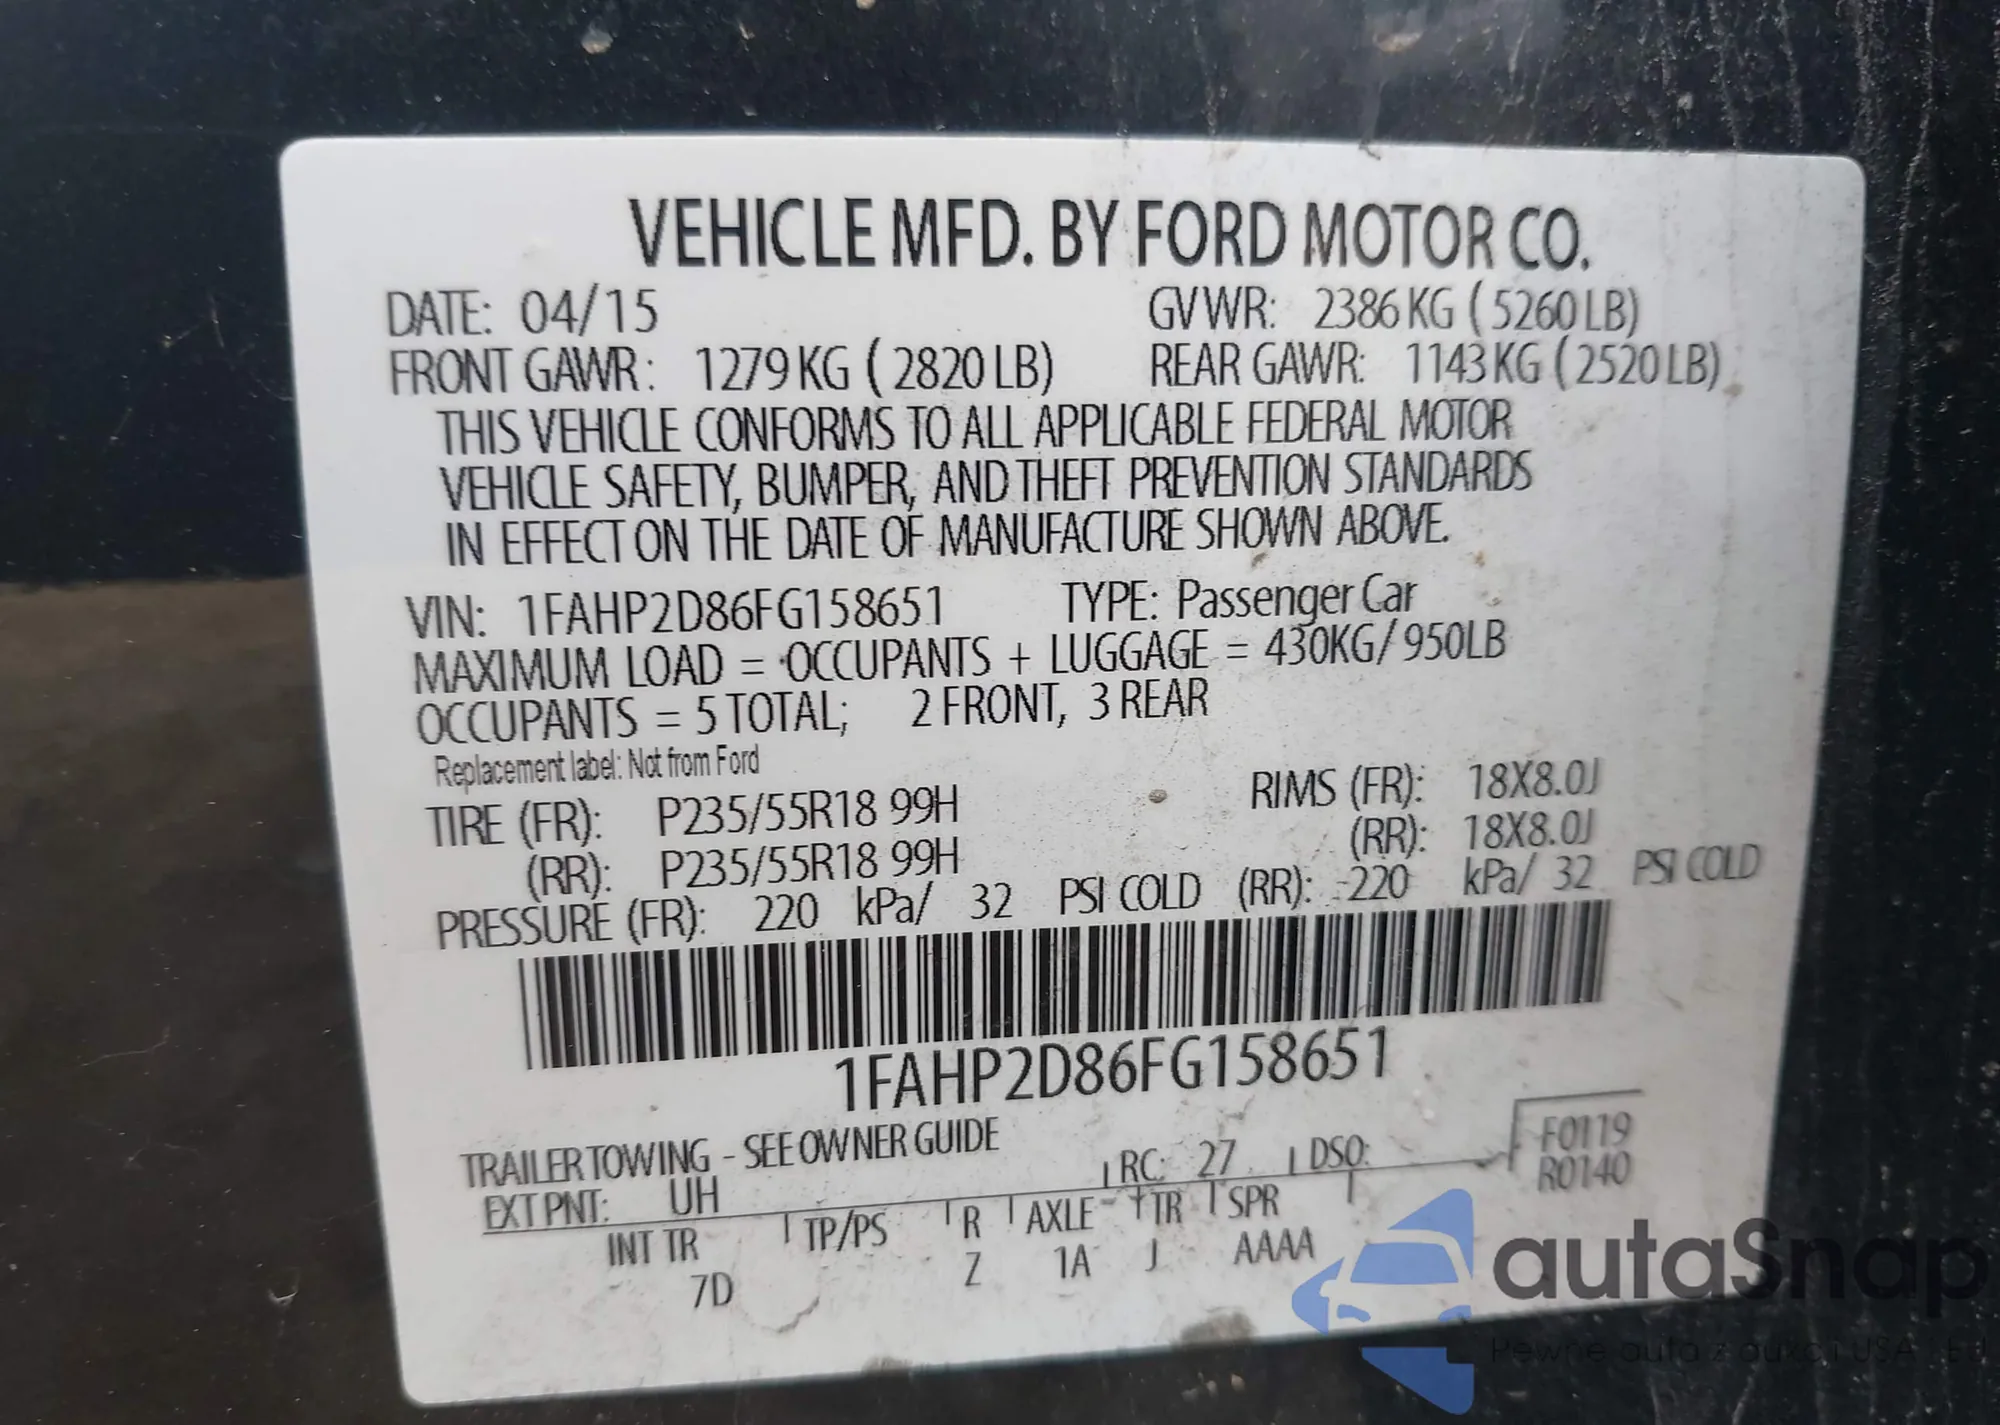 VEHICLE MFD. BY FORD MOTOR CO.
DATE: 04/15 GVWR: 2386 KG ( 5260 LB)
FRONT GAWR: 1279 KG ( 2820 LB) REAR GAWR: 1143 KG ( 2520 LB)
THIS VEHICLE CONFORMS TO ALL APPLICABLE FEDERAL MOTOR
VEHICLE SAFETY, BUMPER, AND THEFT PREVENTION STANDARDS
IN EFFECT ON THE DATE OF MANUFACTURE SHOWN ABOVE.
VIN: 1FAHP2D86FG158651 TYPE: Passenger Car
MAXIMUM LOAD = OCCUPANTS + LUGGAGE = 430KG/ 950LB
OCCUPANTS = 5 TOTAL; 2 FRONT, 3 REAR
Replacement label: Not from Ford
TIRE (FR): P235/55R18 99H RIMS (FR): 18X8.0J
(RR): P235/55R18 99H (RR): 18X8.0J
PRESSURE (FR): 220 kPa/ 32 PSI COLD (RR): 220 kPa/ 32 PSI COLD
1FAHP2D86FG158651
TRAILER TOWING - SEE OWNER GUIDE
F0119
EXT PNT: UH RC: 27 DSO: R0140
INT TR TP/PS R AXLE TR SPR
7D Z 1A J AAAA
autaSnap
Pewne auta z aukcji USA i EU